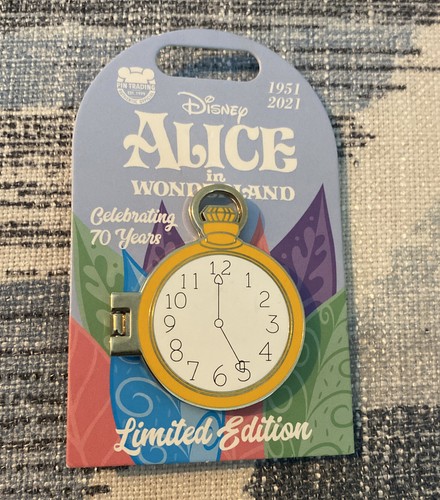 PIN TRADING
1951
2021
Disney
ALICE
in
WONDERLAND
Celebrating
70 Years
12
11 1
10 2
9 3
8 4
7 6 5
Limited Edition